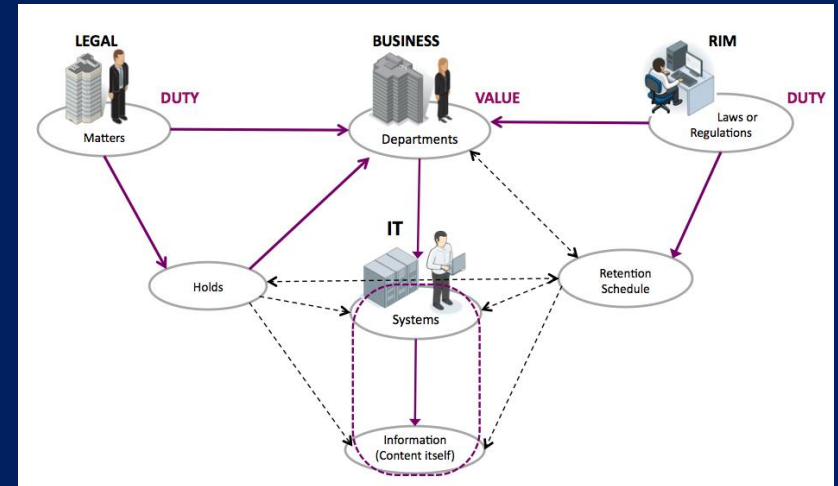 LEGAL
BUSINESS
RIM
DUTY
VALUE
DUTY
Matters
Departments
Laws or
Regulations
IT
Holds
Retention
Schedule
Systems
Information
(Content itself)